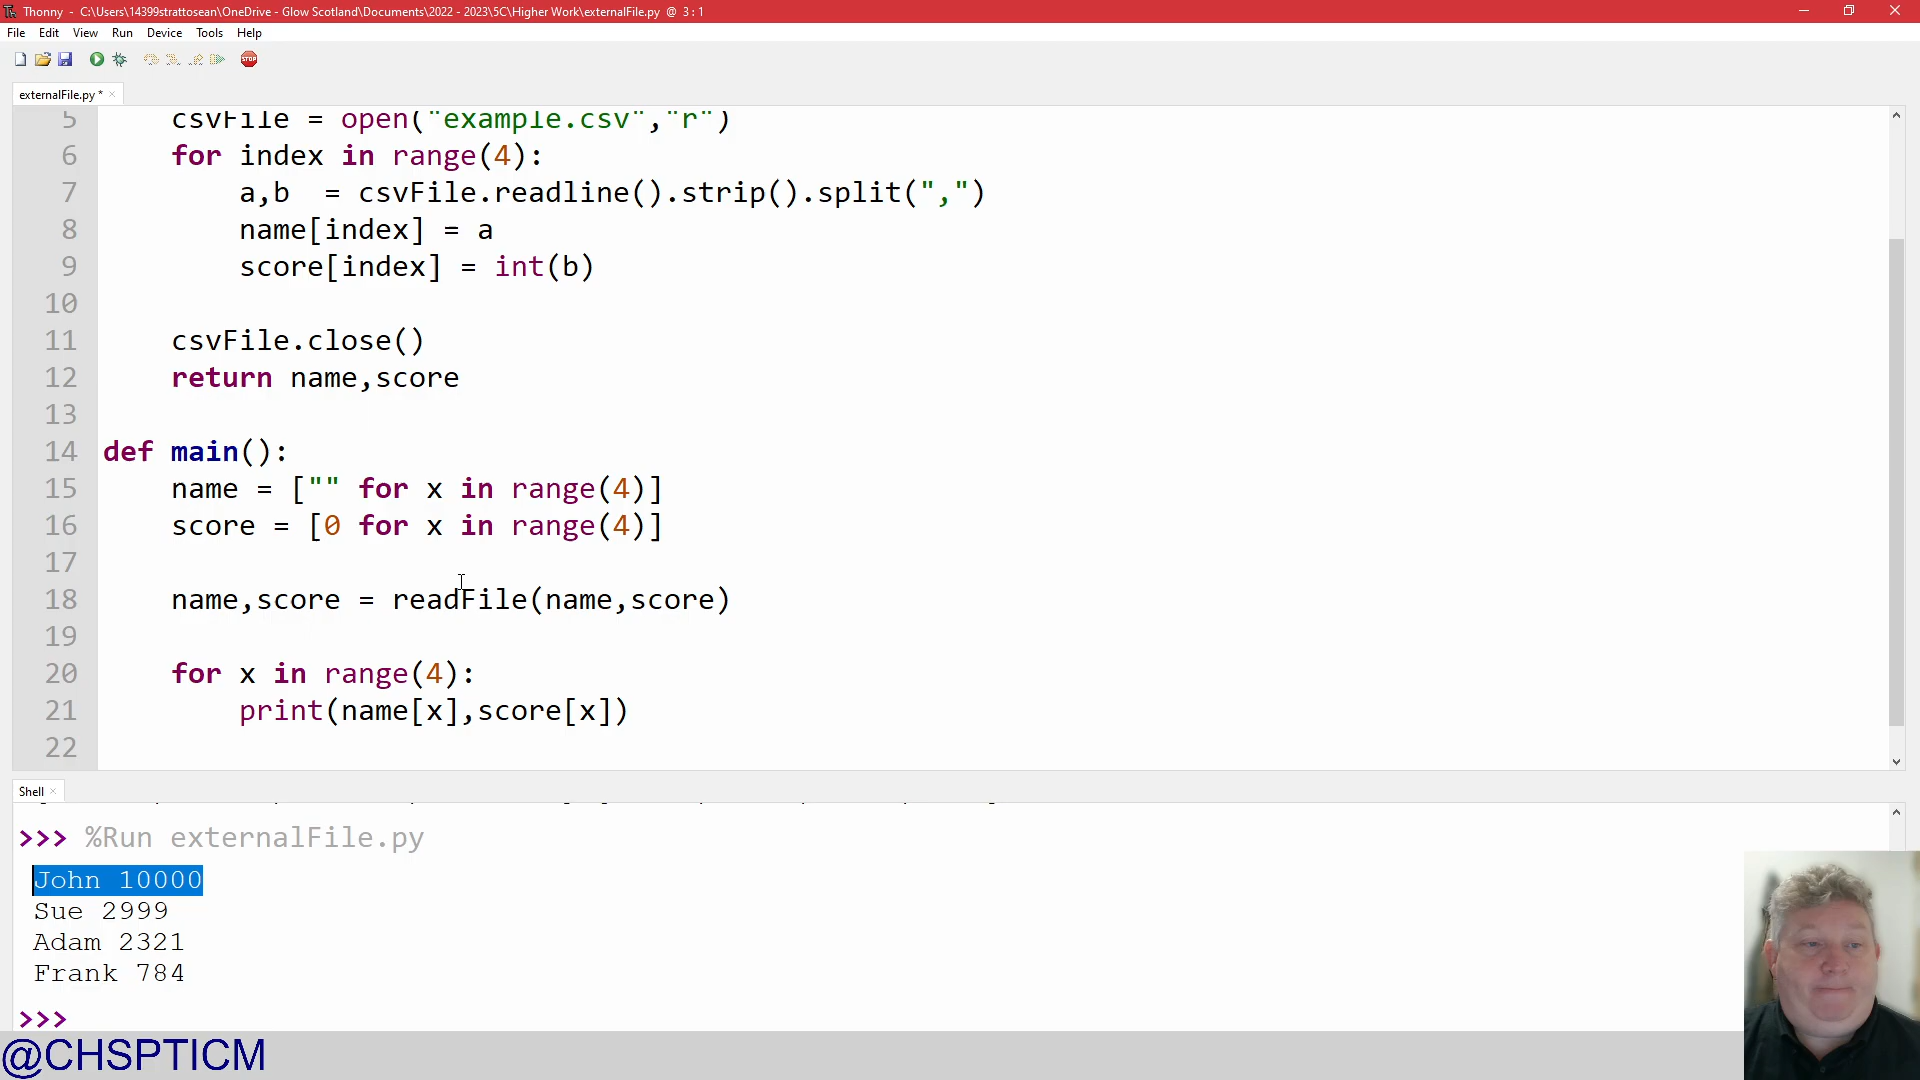 Thonny - C:\Users\14399strattosean\OneDrive - Glow Scotland\Documents\2022 - 2023\5C\Higher Work\externalFile.py @ 3 : 1
File Edit View Run Device Tools Help
STOP
externalFile.py *
5 csvFile = open("example.csv","r")
6 for index in range(4):
7 a,b  = csvFile.readline().strip().split(",")
8 name[index] = a
9 score[index] = int(b)
10
11 csvFile.close()
12 return name,score
13
14 def main():
15 name = ["" for x in range(4)]
16 score = [0 for x in range(4)]
17
18 name,score = readFile(name,score)
19
20 for x in range(4):
21 print(name[x],score[x])
22
Shell
>>> %Run externalFile.py
John 10000
Sue 2999
Adam 2321
Frank 784
>>>
@CHSPTICM